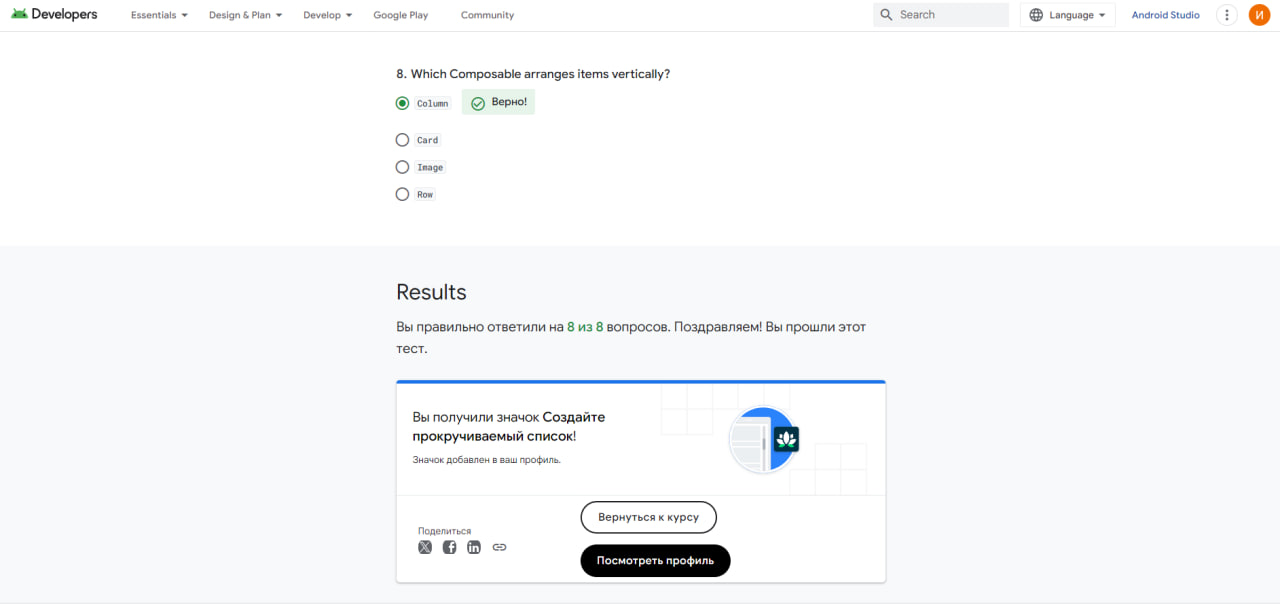 Developers Essentials Design & Plan Develop Google Play Community Search Language Android Studio И
8. Which Composable arranges items vertically?
Column Верно!
Card
Image
Row
Results
Вы правильно ответили на 8 из 8 вопросов. Поздравляем! Вы прошли этот
тест.
Вы получили значок Создайте
прокручиваемый список!
Значок добавлен в ваш профиль.
Вернуться к курсу
Поделиться
Посмотреть профиль